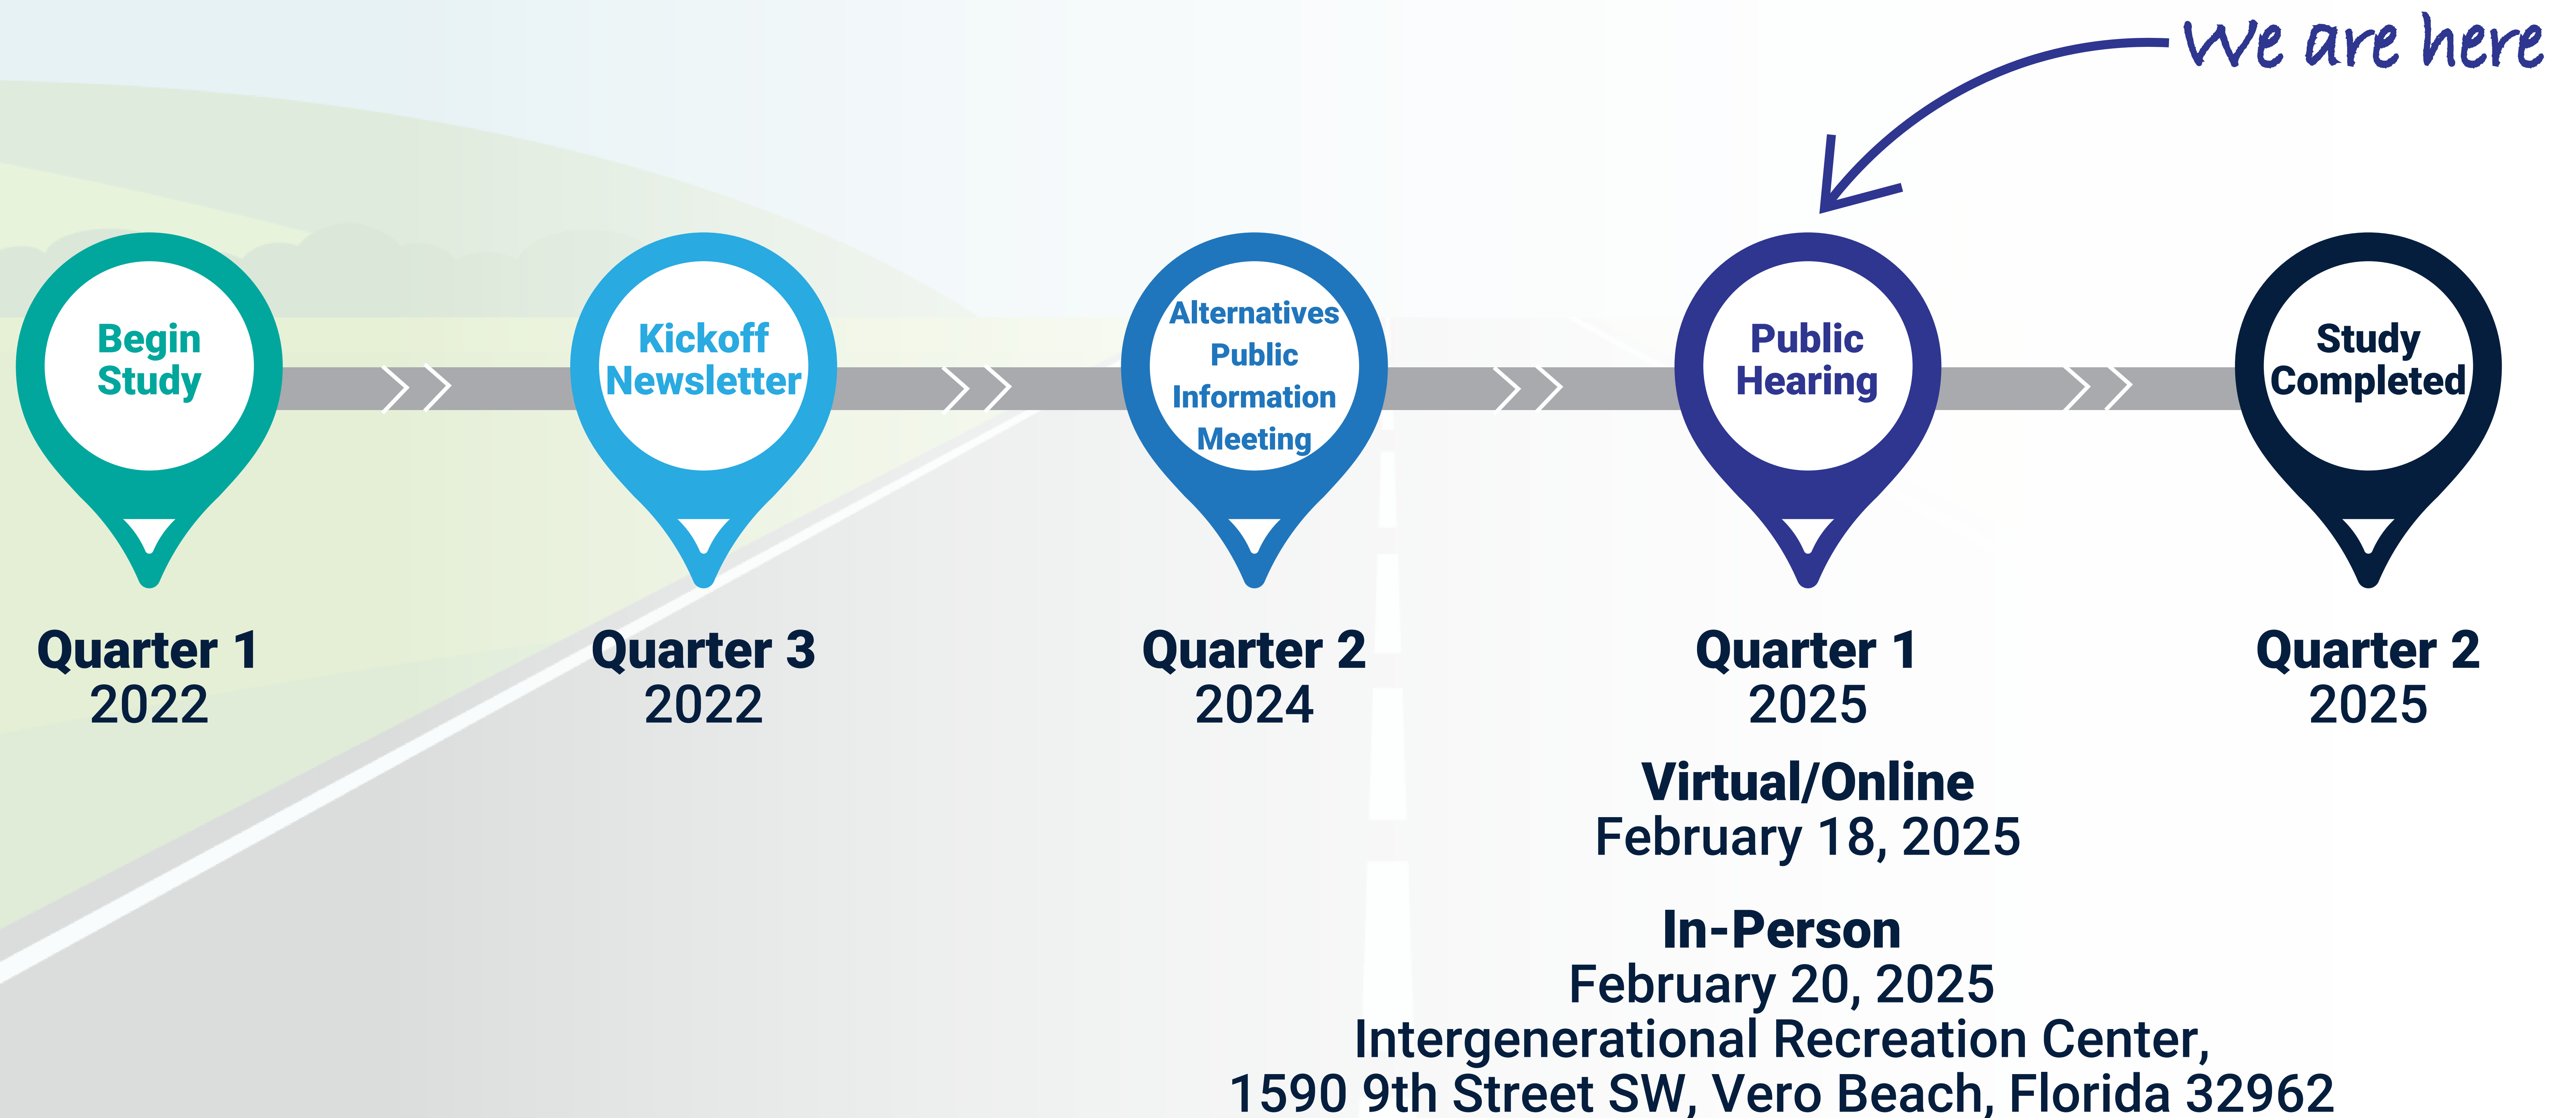 We are here
Begin
Study
Kickoff
Newsletter
Alternatives
Public
Information
Meeting
Public
Hearing
Study
Completed
Quarter 1
2022
Quarter 3
2022
Quarter 2
2024
Quarter 1
2025
Quarter 2
2025
Virtual/Online
February 18, 2025
In-Person
February 20, 2025
Intergenerational Recreation Center,
1590 9th Street SW, Vero Beach, Florida 32962